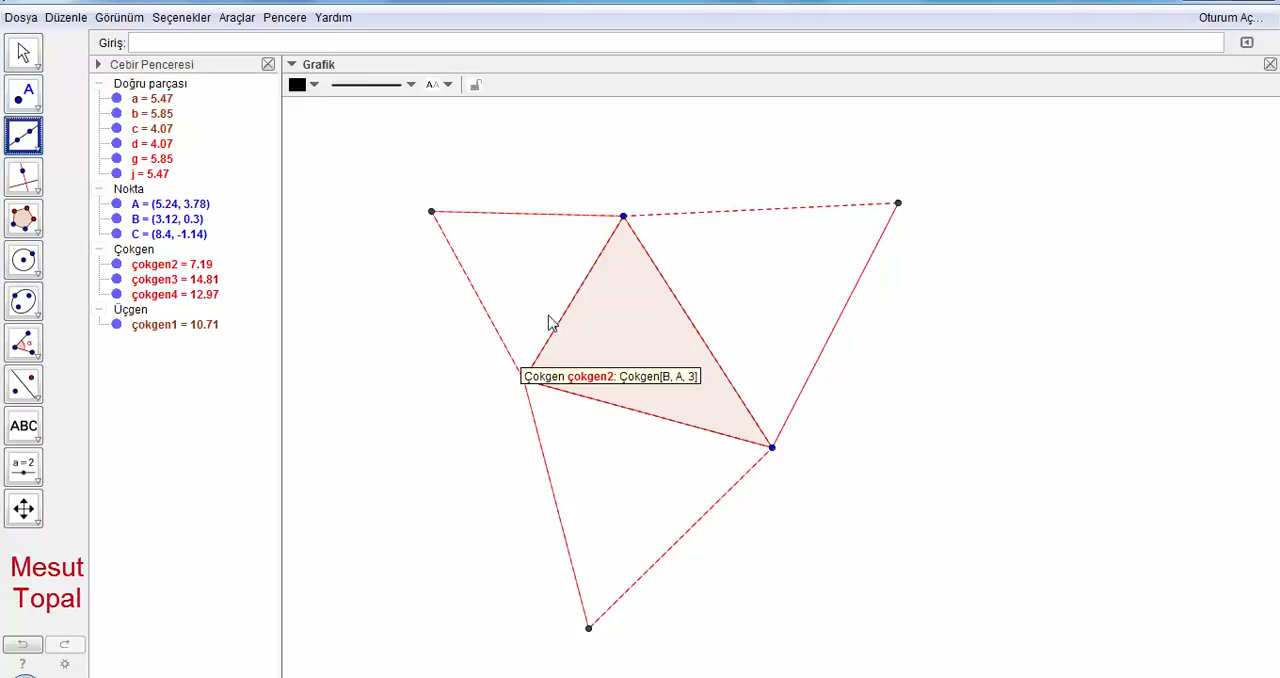 Dosya Düzenle Görünüm Seçenekler Araçlar Pencere Yardım Oturum Aç...
Giriş:
Cebir Penceresi
Grafik
AA
Doğru parçası
a = 5.47
b = 5.85
c = 4.07
d = 4.07
g = 5.85
j = 5.47
Nokta
A = (5.24, 3.78)
B = (3.12, 0.3)
C = (8.4, -1.14)
Çokgen
çokgen2 = 7.19
çokgen3 = 14.81
çokgen4 = 12.97
Üçgen
çokgen1 = 10.71
A
α
ABC
a=2
Mesut
Topal
?
Çokgen çokgen2: Çokgen[B, A, 3]